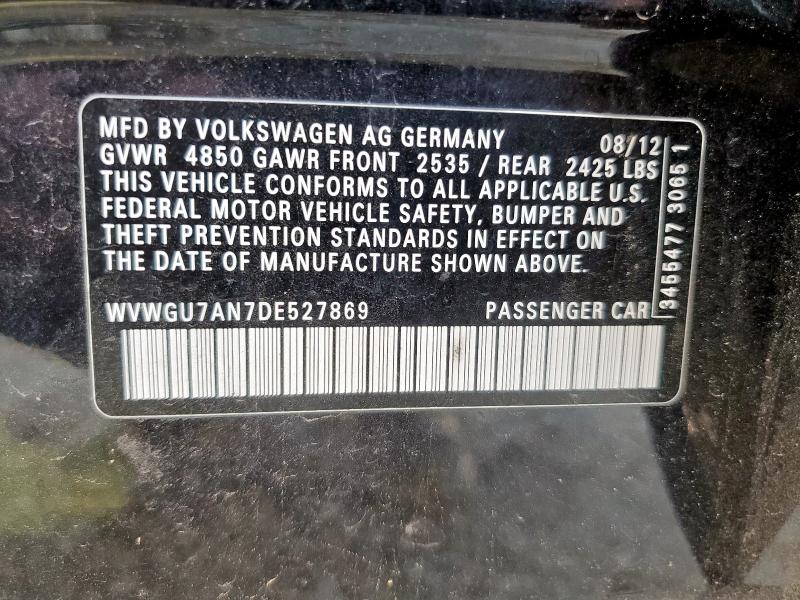 MFD BY VOLKSWAGEN AG GERMANY 08/12
GVWR 4850 GAWR FRONT 2535 / REAR 2425 LBS
THIS VEHICLE CONFORMS TO ALL APPLICABLE U.S.
FEDERAL MOTOR VEHICLE SAFETY, BUMPER AND
THEFT PREVENTION STANDARDS IN EFFECT ON
THE DATE OF MANUFACTURE SHOWN ABOVE.
WVWGU7AN7DE527869 PASSENGER CAR
3455477 3065 1